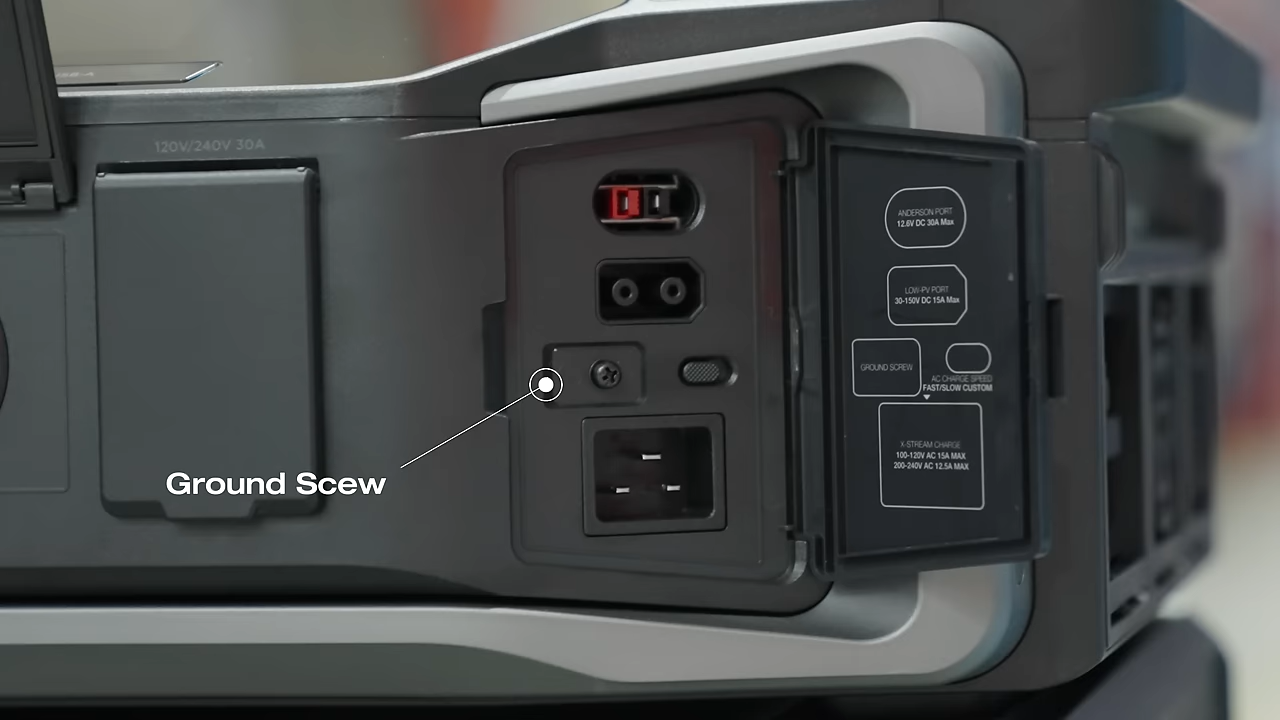 120V/240V 30A
ANDERSON PORT
12.6V DC 30A Max
LOW-PV PORT
30-150V DC 15A Max
GROUND SCREW
AC CHARGE SPEED
FAST/SLOW CUSTOM
X-STREAM CHARGE
100-120V AC 15A MAX
200-240V AC 12.5A MAX
Ground Scew